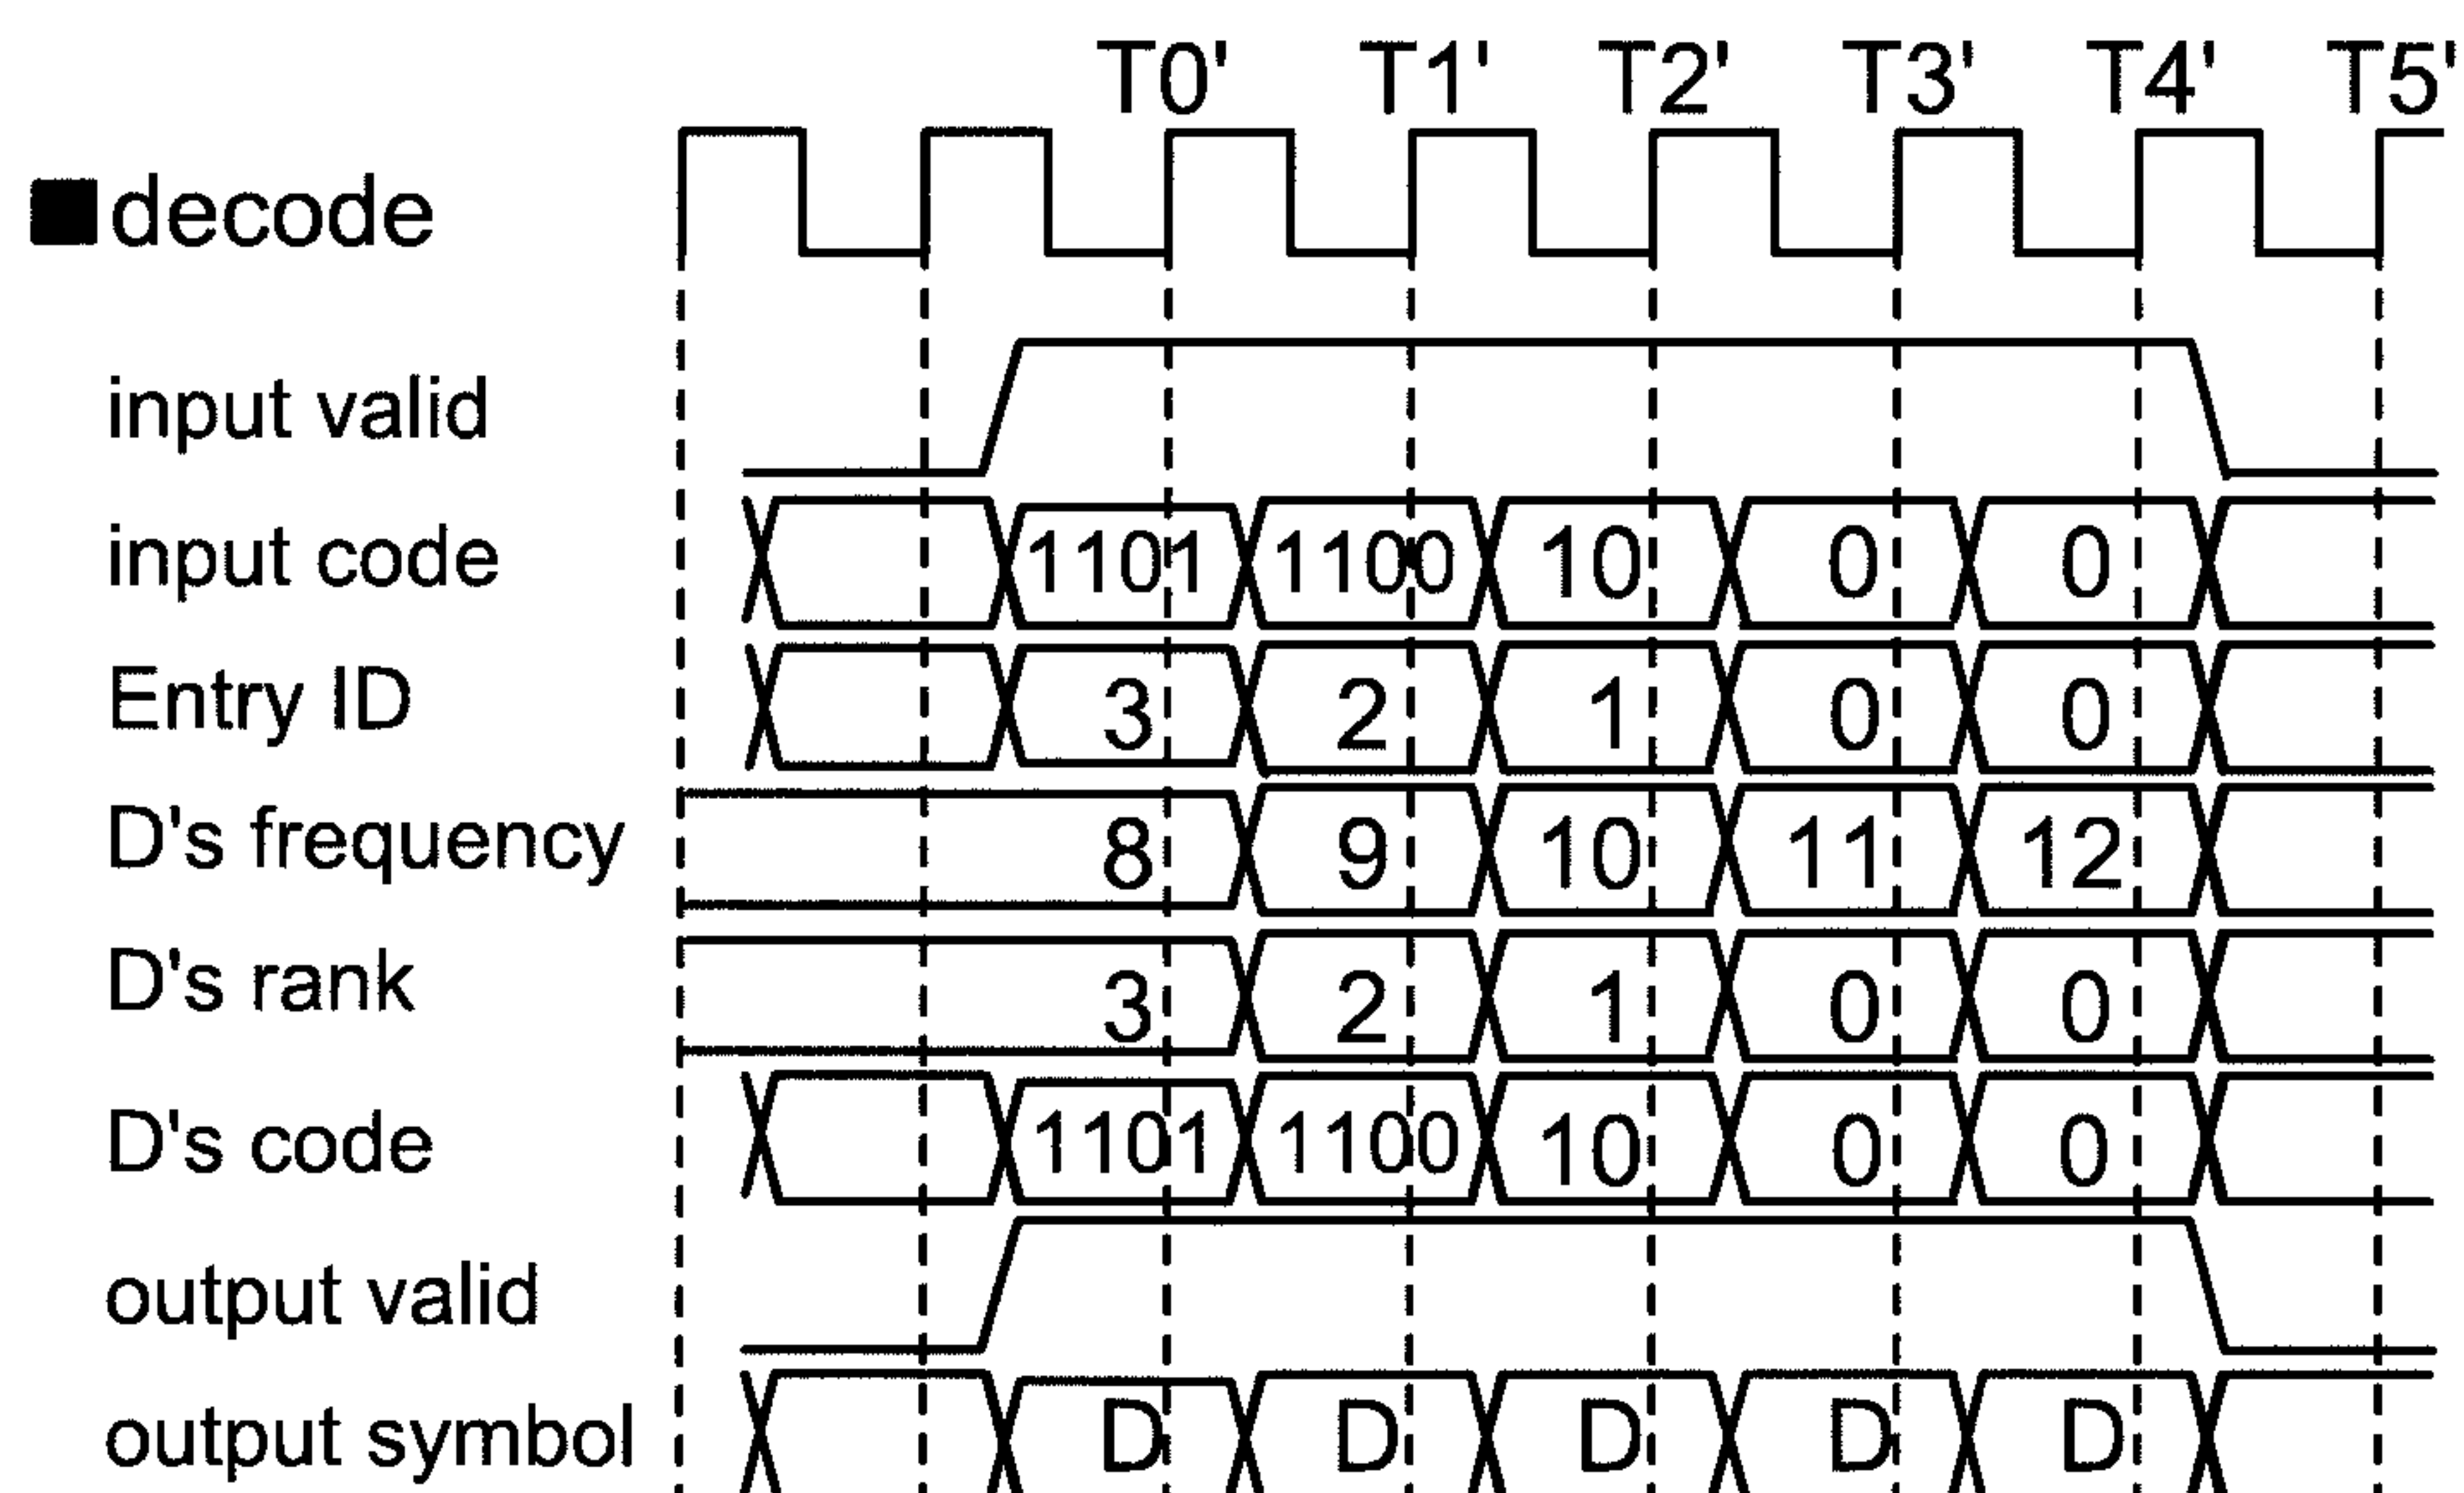 T0' T1' T2' T3' T4' T5'
decode
input valid
input code 1101 1100 10 0 0
Entry ID 3 2 1 0 0
D's frequency 8 9 10 11 12
D's rank 3 2 1 0 0
D's code 1101 1100 10 0 0
output valid
output symbol D D D D D